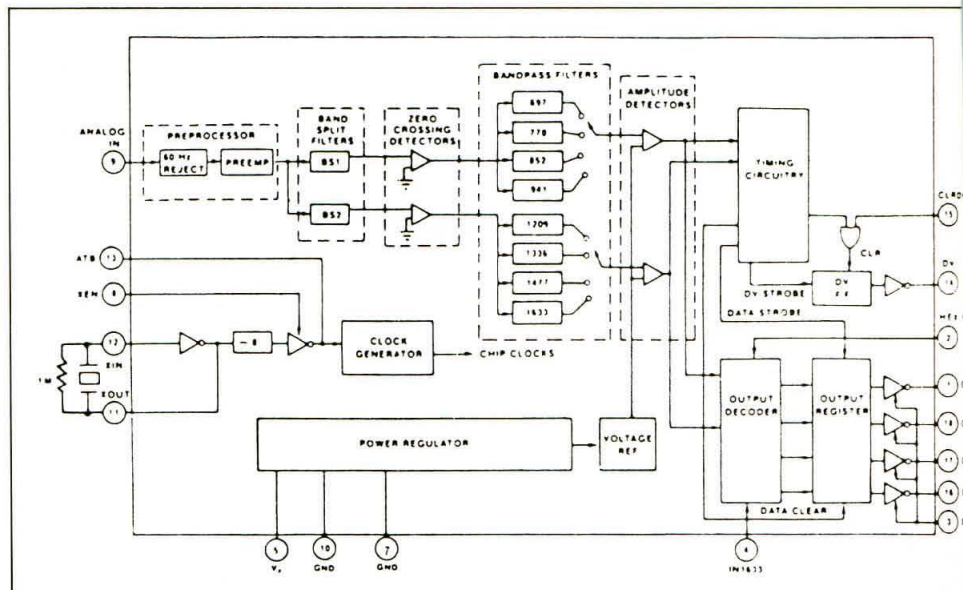 ANALOG
IN
9
PREPROCESSOR
60 Hz
REJECT
PREEMP
BAND
SPLIT
FILTERS
BS1
BS2
ZERO
CROSSING
DETECTORS
BANDPASS FILTERS
697
770
852
941
1209
1336
1477
1633
AMPLITUDE
DETECTORS
TIMING
CIRCUITRY
CLRD
15
CLR
DV
F F
DV
14
DV STROBE
DATA STROBE
HEX
2
ATB
13
XEN
8
12
XIN
1M
XOUT
11
8
CLOCK
GENERATOR
CHIP CLOCKS
POWER REGULATOR
VOLTAGE
REF
OUTPUT
DECODER
OUTPUT
REGISTER
1
18
17
16
3
DATA CLEAR
5
10
7
4
GND
GND
IN1633